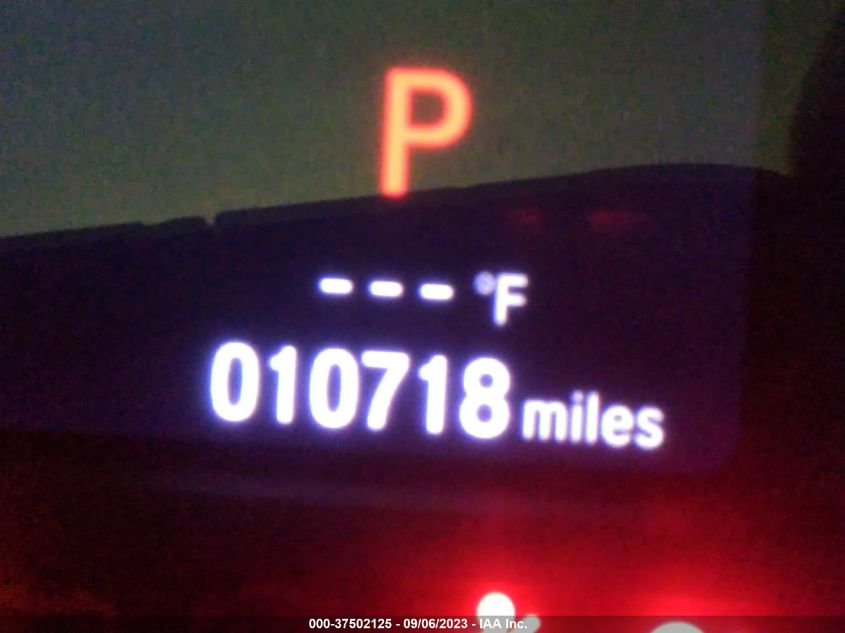 P
--- °F
010718 miles
000-37502125 - 09/06/2023 - IAA Inc.